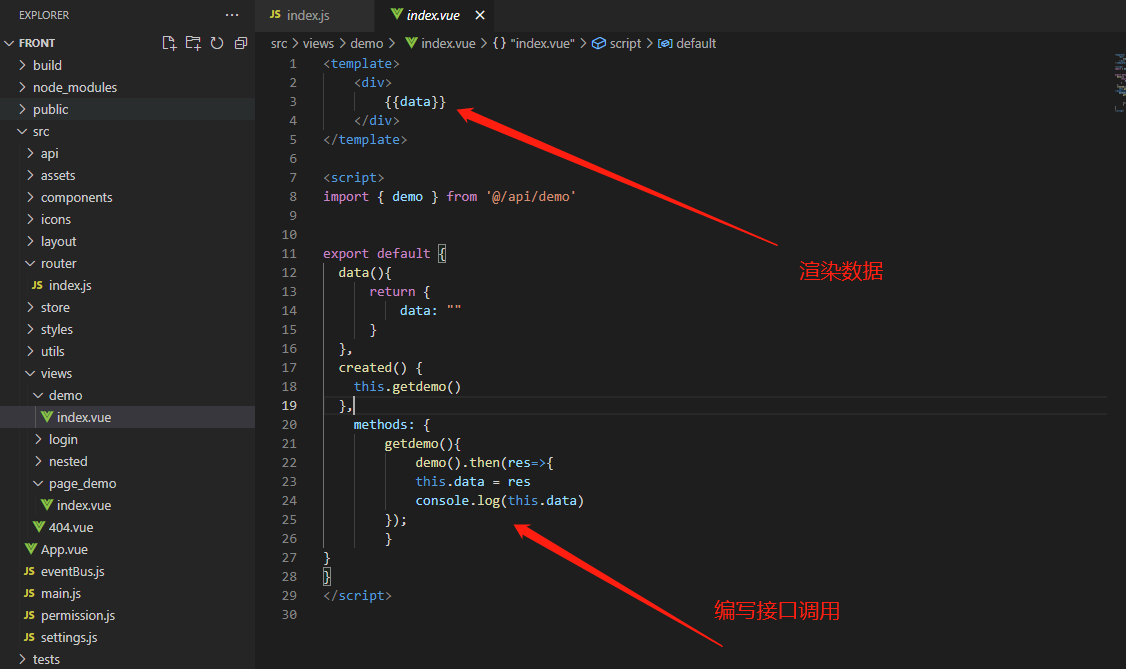 EXPLORER
···
JS index.js
index.vue
FRONT
src > views > demo > index.vue > {} "index.vue" > script > default
build
node_modules
public
src
api
assets
components
icons
layout
router
JS index.js
store
styles
utils
views
demo
index.vue
login
nested
page_demo
index.vue
404.vue
App.vue
JS eventBus.js
JS main.js
JS permission.js
JS settings.js
tests
1 <template>
2 <div>
3 {{data}}
4 </div>
5 </template>
6
7 <script>
8 import { demo } from '@/api/demo'
9
10
11 export default {
12 data(){
13 return {
14 data: ""
15 }
16 },
17 created() {
18 this.getdemo()
19 },
20 methods: {
21 getdemo(){
22 demo().then(res=>{
23 this.data = res
24 console.log(this.data)
25 });
26 }
27 }
28 }
29 </script>
30
渲染数据
编写接口调用